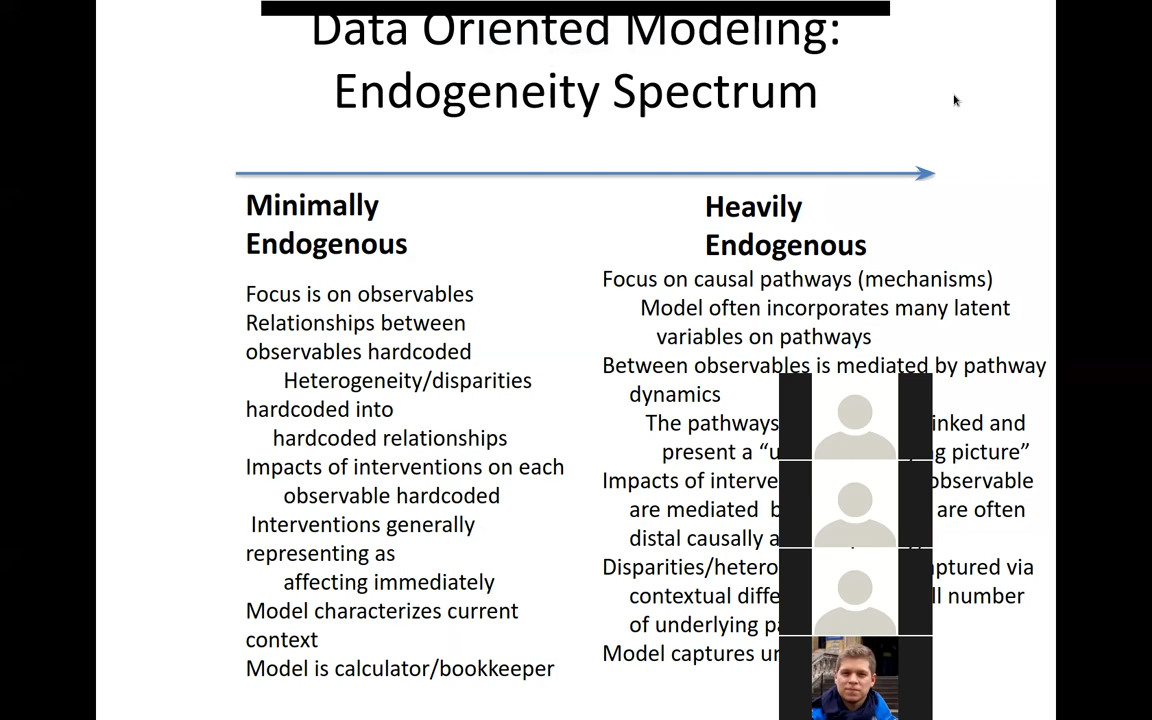 Data Oriented Modeling:
Endogeneity Spectrum
Minimally
Endogenous
Focus is on observables
Relationships between
observables hardcoded
Heterogeneity/disparities
hardcoded into
hardcoded relationships
Impacts of interventions on each
observable hardcoded
Interventions generally
representing as
affecting immediately
Model characterizes current
context
Model is calculator/bookkeeper
Heavily
Endogenous
Focus on causal pathways (mechanisms)
Model often incorporates many latent
variables on pathways
Between observables is mediated by pathway
dynamics
The pathways inked and
present a “u ng picture”
Impacts of interve observable
are mediated b are often
distal causally a
Disparities/hetero aptured via
contextual diffe ll number
of underlying pa
Model captures un